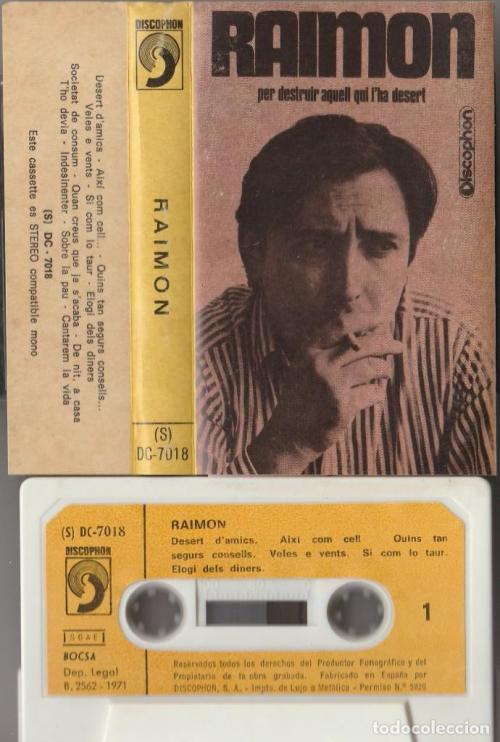 RAIMON
per destruir aquell qui l'ha desert
Discophon
DISCOPHON
RAIMON
(S)
DC-7018
Desert d'amics - Així com cell... - Quins tan segurs consells...
Veles e vents - Si com lo taur - Elogi dels diners
Societat de consum - Quan creus que ja s'acaba - De nit, a casa
T'ho devia - Indesinenter - Sobre la pau - Cantarem la vida
(S) DC - 7018
Este cassette es STEREO compatible mono
(S) DC-7018
DISCOPHON
SGAE
BOCSA
Dep. Legal
B. 2562 - 1971
RAIMON
Desert d'amics. Així com cell Quins tan
segurs consells. Veles e vents. Si com lo taur.
Elogi dels diners.
1
Reservados todos los derechos del Productor Fonográfico y del
Propietario de la obra grabada. Fabricado en España por
DISCOPHON, S. A. - Impto. de Lujo a Metálico - Permiso N.º 5020
todocoleccion